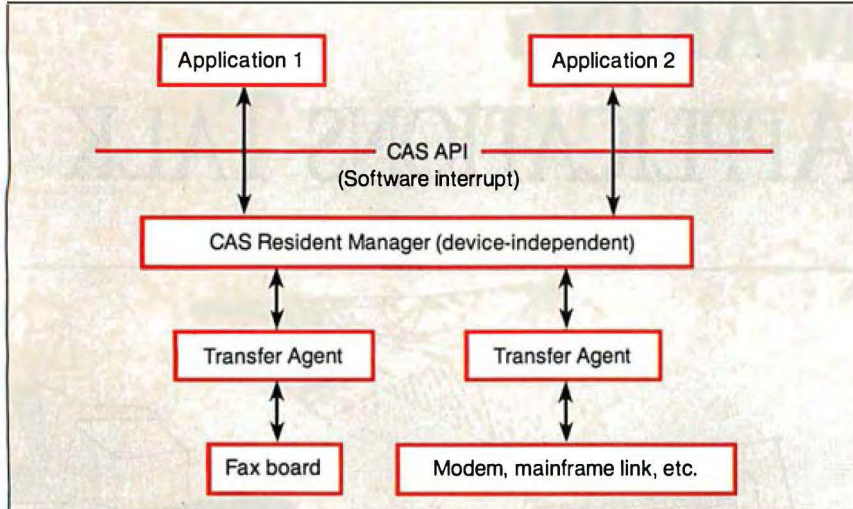 Application 1
Application 2
CAS API
(Software interrupt)
CAS Resident Manager (device-independent)
Transfer Agent
Transfer Agent
Fax board
Modem, mainframe link, etc.